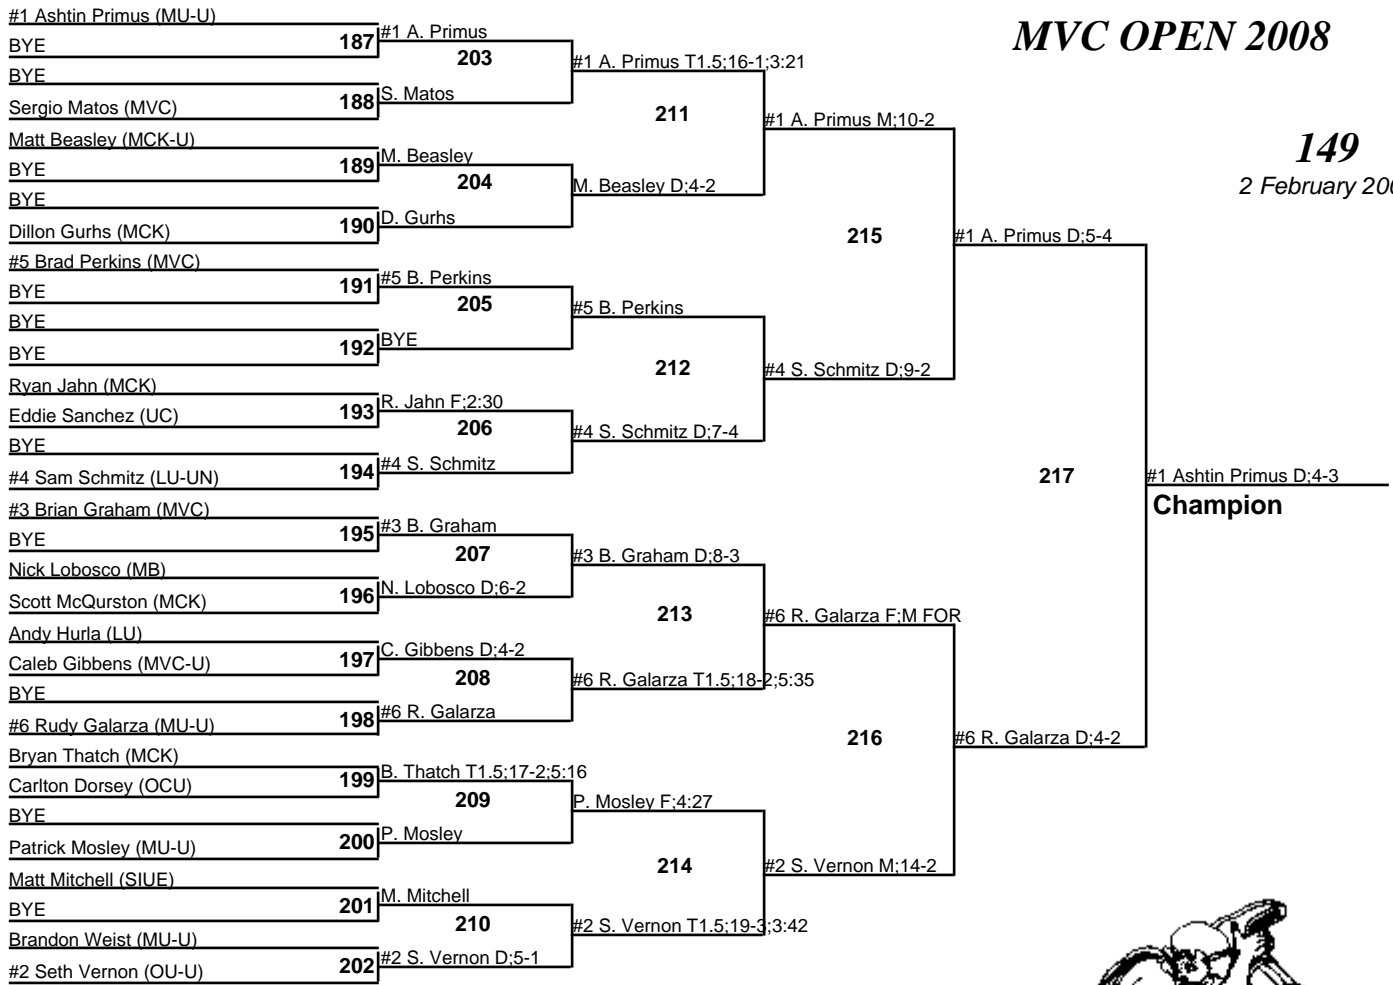 #1 Ashtin Primus (MU-U)
BYE
187
BYE
Sergio Matos (MVC)
188
Matt Beasley (MCK-U)
BYE
189
BYE
Dillon Gurhs (MCK)
190
#5 Brad Perkins (MVC)
BYE
191
BYE
BYE
192
Ryan Jahn (MCK)
Eddie Sanchez (UC)
193
BYE
#4 Sam Schmitz (LU-UN)
194
#3 Brian Graham (MVC)
BYE
195
Nick Lobosco (MB)
Scott McQurston (MCK)
196
Andy Hurla (LU)
Caleb Gibbens (MVC-U)
197
BYE
#6 Rudy Galarza (MU-U)
198
Bryan Thatch (MCK)
Carlton Dorsey (OCU)
199
BYE
Patrick Mosley (MU-U)
200
Matt Mitchell (SIUE)
BYE
201
Brandon Weist (MU-U)
#2 Seth Vernon (OU-U)
202
#1 A. Primus
203
S. Matos
M. Beasley
204
D. Gurhs
#5 B. Perkins
205
BYE
R. Jahn F;2:30
206
#4 S. Schmitz
#3 B. Graham
207
N. Lobosco D;6-2
C. Gibbens D;4-2
208
#6 R. Galarza
B. Thatch T1.5;17-2;5:16
209
P. Mosley
M. Mitchell
210
#2 S. Vernon D;5-1
#1 A. Primus T1.5;16-1;3:21
211
M. Beasley D;4-2
#5 B. Perkins
212
#4 S. Schmitz D;7-4
#3 B. Graham D;8-3
213
#6 R. Galarza T1.5;18-2;5:35
P. Mosley F;4:27
214
#2 S. Vernon T1.5;19-3;3:42
#1 A. Primus M;10-2
215
#4 S. Schmitz D;9-2
#6 R. Galarza F;M FOR
216
#2 S. Vernon M;14-2
#1 A. Primus D;5-4
217
#6 R. Galarza D;4-2
#1 Ashtin Primus D;4-3
Champion
MVC OPEN 2008
149
2 February 200